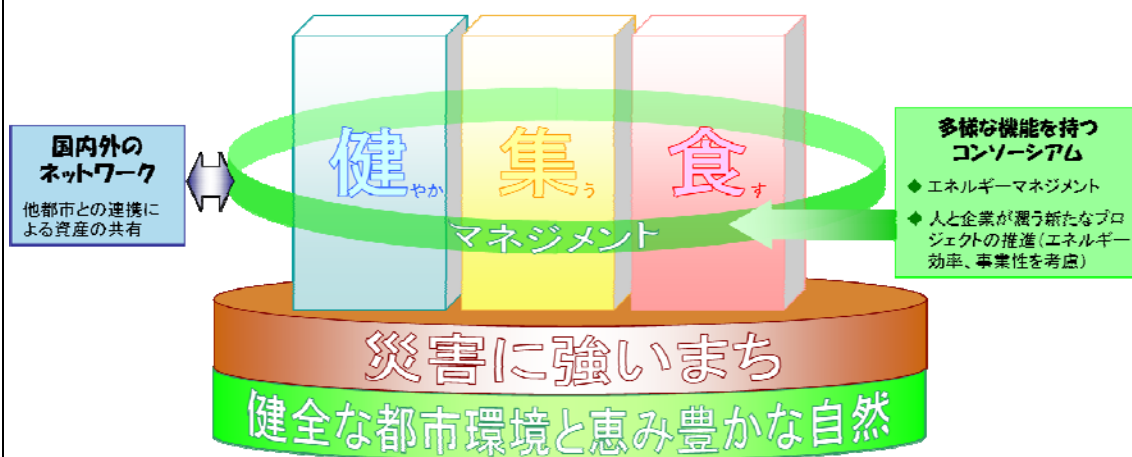 国内外の
ネットワーク
他都市との連携に
よる資産の共有
健やか
集う
食す
マネジメント
多様な機能を持つ
コンソーシアム
◆ エネルギーマネジメント
◆ 人と企業が潤う新たなプロ
ジェクトの推進(エネルギー
効率、事業性を考慮)
災害に強いまち
健全な都市環境と恵み豊かな自然